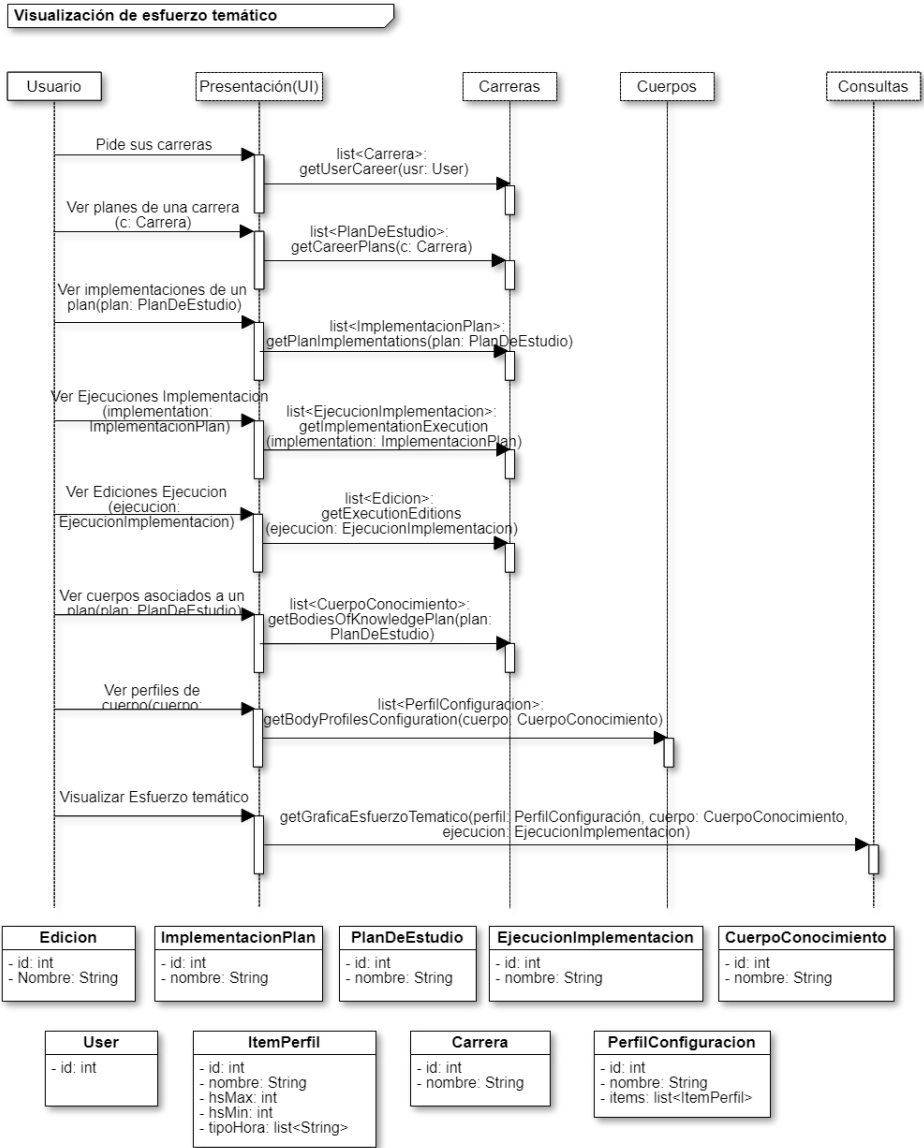 Visualización de esfuerzo temático
Usuario
Presentación(UI)
Carreras
Cuerpos
Consultas
Pide sus carreras
list<Carrera>:
getUserCareer(usr: User)
Ver planes de una carrera
(c: Carrera)
list<PlanDeEstudio>:
getCareerPlans(c: Carrera)
Ver implementaciones de un
plan(plan: PlanDeEstudio)
list<ImplementacionPlan>:
getPlanImplementations(plan: PlanDeEstudio)
Ver Ejecuciones Implementacion
(implementation:
ImplementacionPlan)
list<EjecucionImplementacion>:
getImplementationExecution
(implementation: ImplementacionPlan)
Ver Ediciones Ejecucion
(ejecucion:
EjecucionImplementacion)
list<Edicion>:
getExecutionEditions
(ejecucion: EjecucionImplementacion)
Ver cuerpos asociados a un
plan(plan: PlanDeEstudio)
list<CuerpoConocimiento>:
getBodiesOfKnowledgePlan(plan:
PlanDeEstudio)
Ver perfiles de
cuerpo(cuerpo:
list<PerfilConfiguracion>:
getBodyProfilesConfiguration(cuerpo: CuerpoConocimiento)
Visualizar Esfuerzo temático
getGraficaEsfuerzoTematico(perfil: PerfilConfiguración, cuerpo: CuerpoConocimiento,
ejecucion: EjecucionImplementacion)
Edicion
- id: int
- Nombre: String
ImplementacionPlan
- id: int
- nombre: String
PlanDeEstudio
- id: int
- nombre: String
EjecucionImplementacion
- id: int
- nombre: String
CuerpoConocimiento
- id: int
- nombre: String
User
- id: int
ItemPerfil
- id: int
- nombre: String
- hsMax: int
- hsMin: int
- tipoHora: list<String>
Carrera
- id: int
- nombre: String
PerfilConfiguracion
- id: int
- nombre: String
- items: list<ItemPerfil>